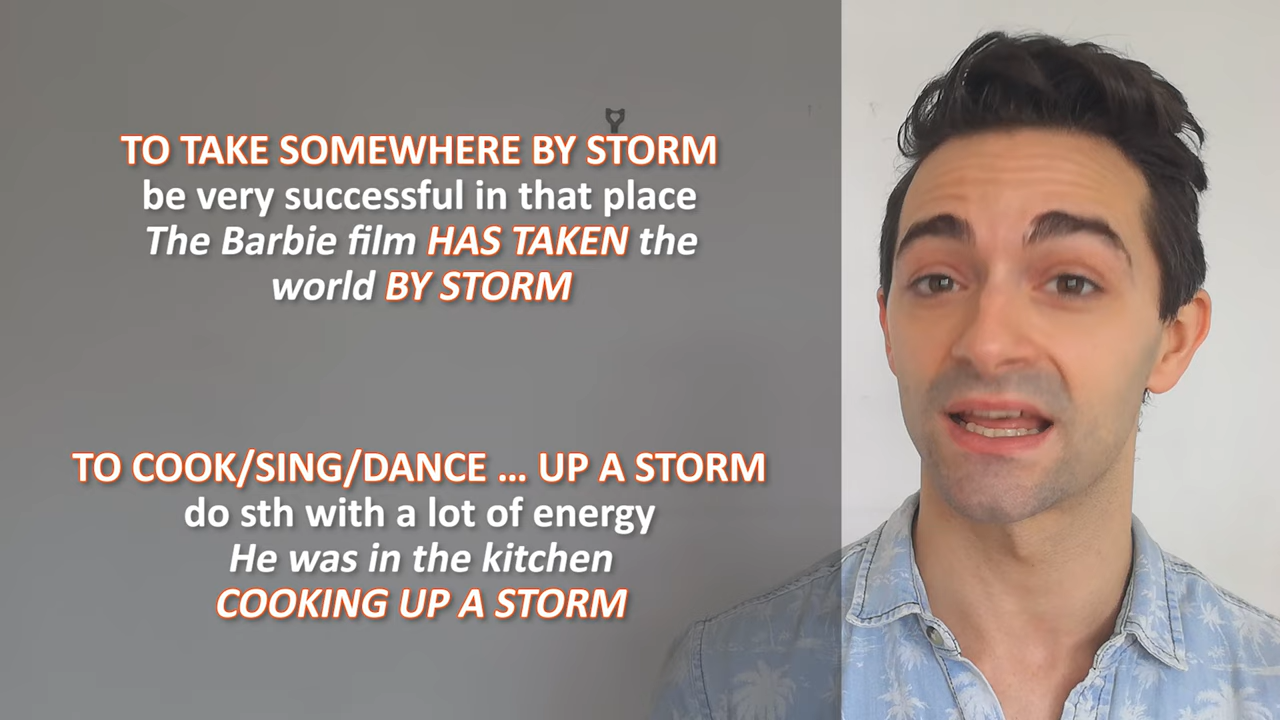 TO TAKE SOMEWHERE BY STORM
be very successful in that place
The Barbie film HAS TAKEN the
world BY STORM
TO COOK/SING/DANCE ... UP A STORM
do sth with a lot of energy
He was in the kitchen
COOKING UP A STORM